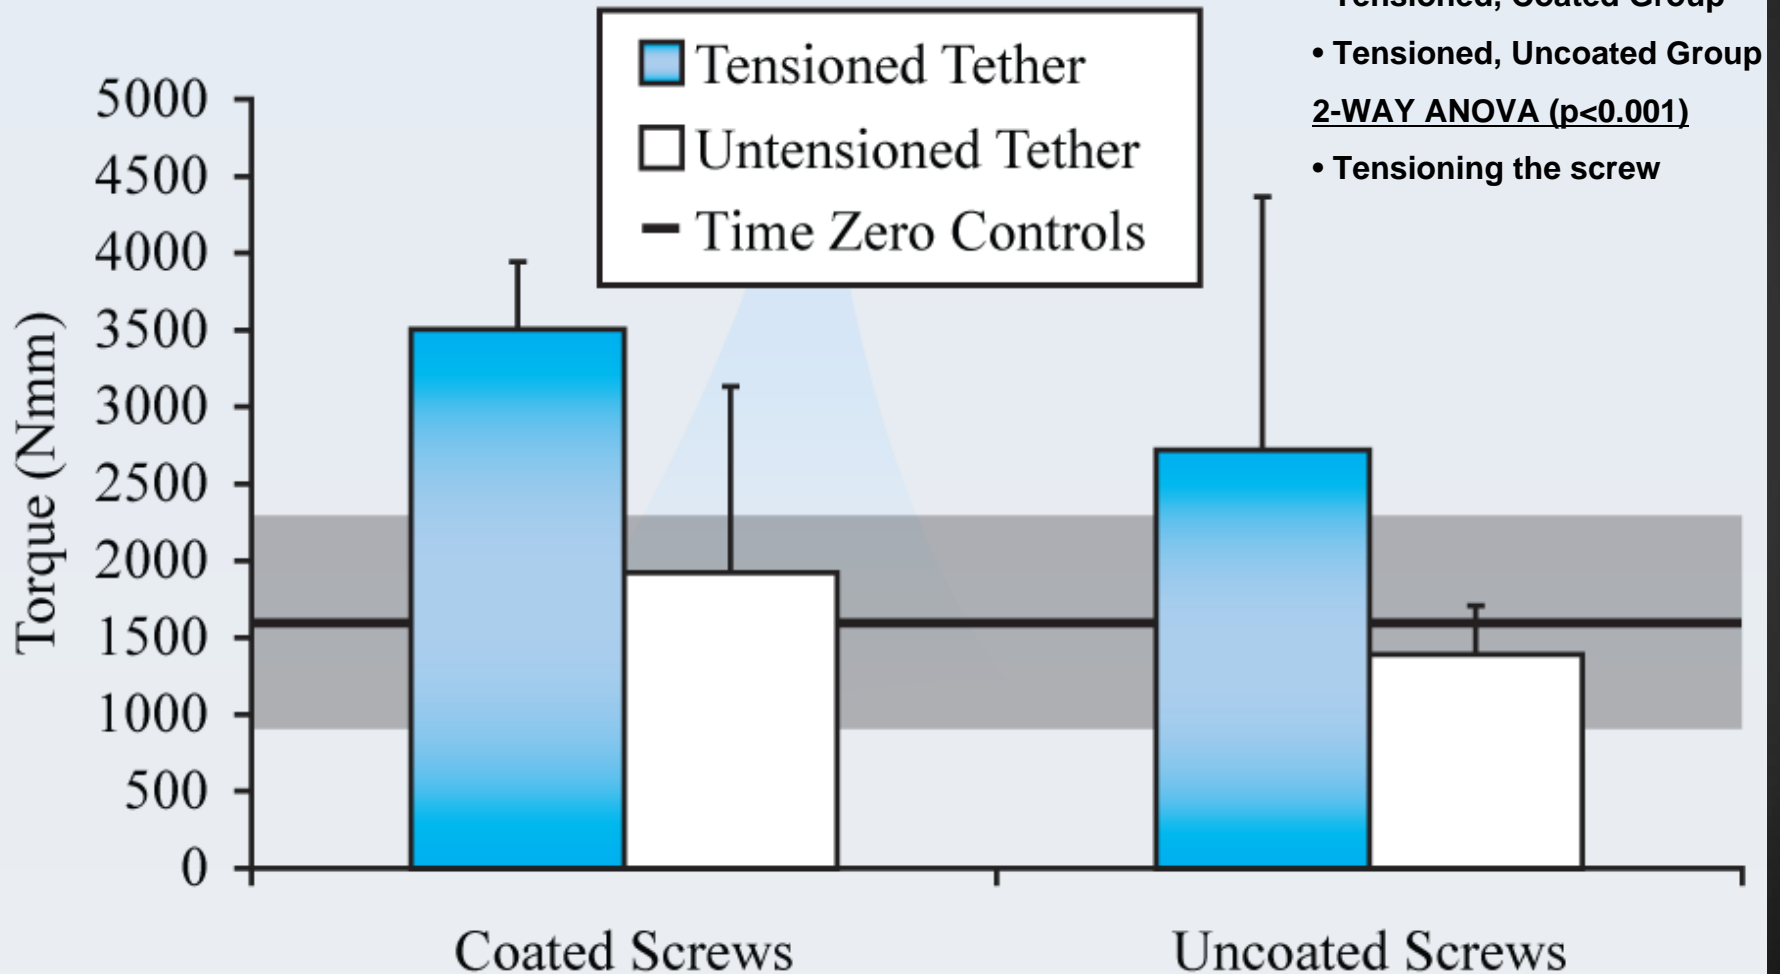 Tensioned, Coated Group
• Tensioned, Uncoated Group
2-WAY ANOVA (p<0.001)
• Tensioning the screw
Tensioned Tether
Untensioned Tether
Time Zero Controls
Torque (Nmm)
5000
4500
4000
3500
3000
2500
2000
1500
1000
500
0
Coated Screws
Uncoated Screws